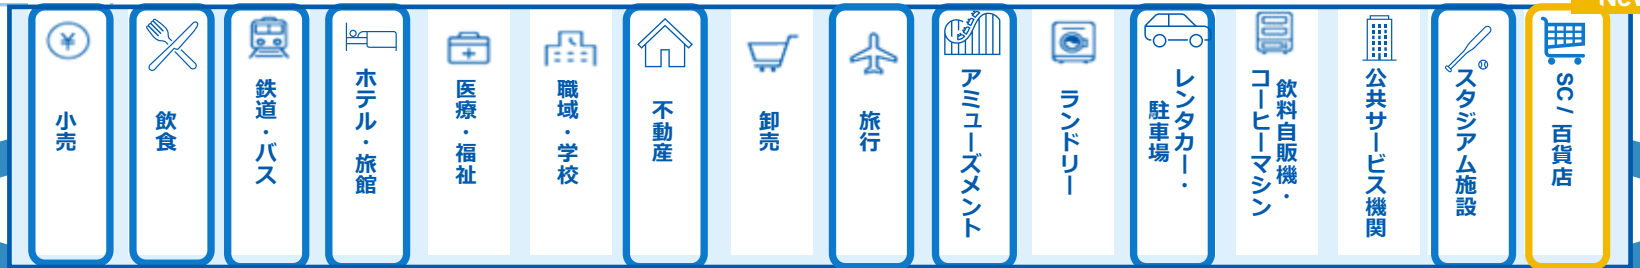 New
¥
小売
飲食
鉄道・バス
ホテル・旅館
医療・福祉
職域・学校
不動産
卸売
旅行
アミューズメント
ランドリー
レンタカー・
駐車場
飲料自販機・
コーヒーマシン
公共サービス機関
スタジアム施設
SC / 百貨店